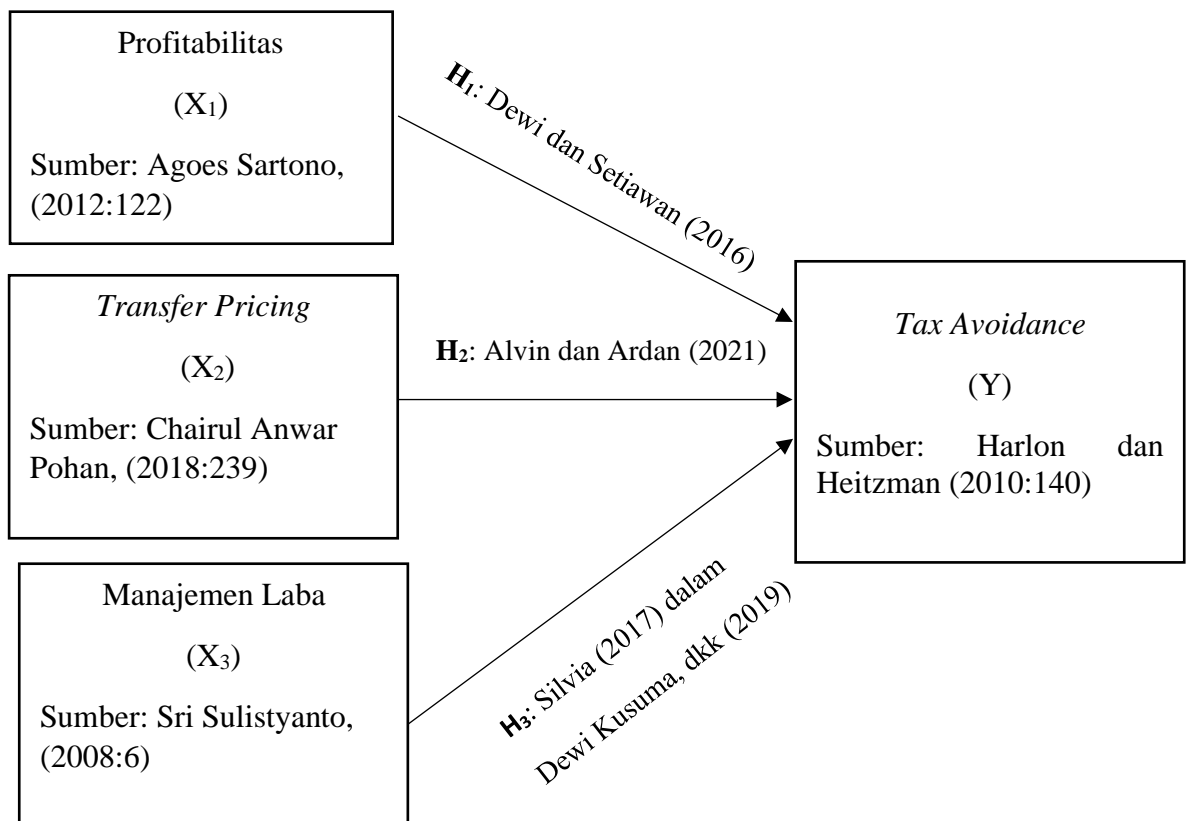 Profitabilitas
(X₁)
Sumber: Agoes Sartono,
(2012:122)
H₁: Dewi dan Setiawan (2016)
Transfer Pricing
(X₂)
Sumber: Chairul Anwar
Pohan, (2018:239)
H₂: Alvin dan Ardan (2021)
Tax Avoidance
(Y)
Sumber: Harlon dan
Heitzman (2010:140)
Manajemen Laba
(X₃)
Sumber: Sri Sulistyanto,
(2008:6)
H₃: Silvia (2017) dalam
Dewi Kusuma, dkk (2019)